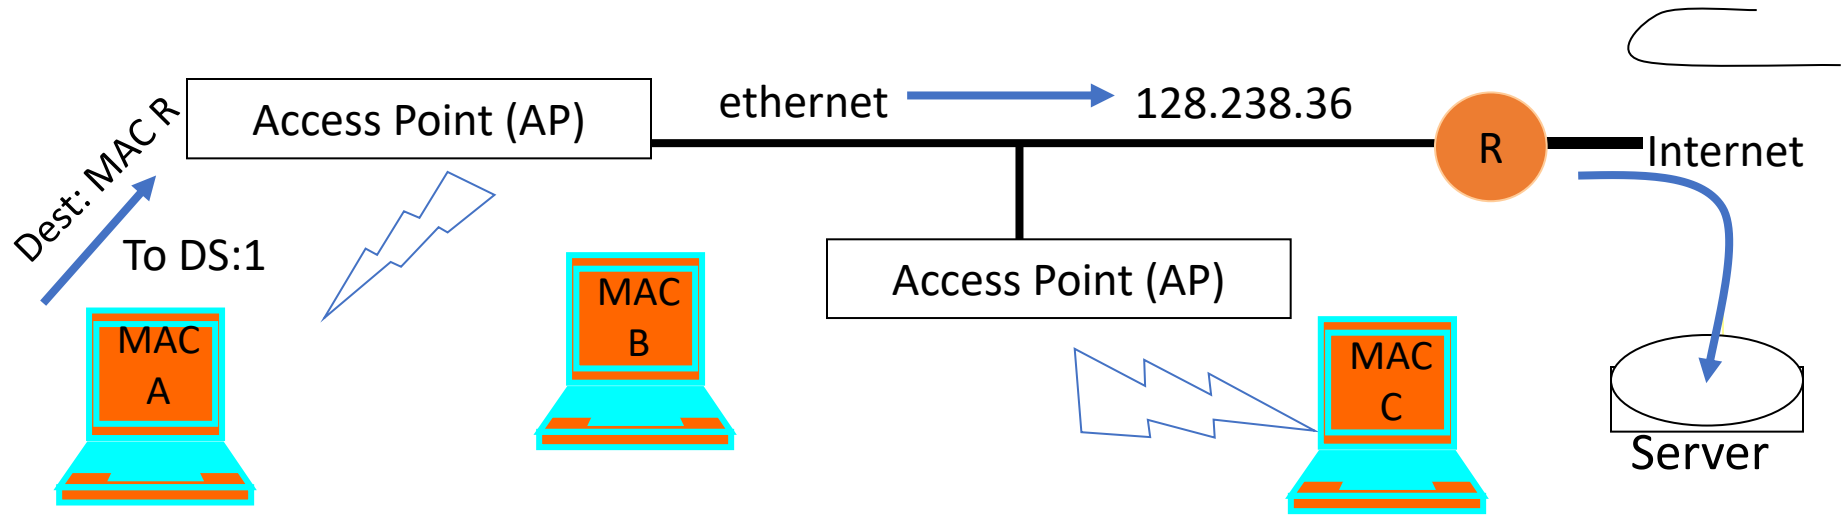 Dest: MAC R
Access Point (AP)
ethernet
128.238.36
R
Internet
To DS:1
Access Point (AP)
MAC
A
MAC
B
MAC
C
Server